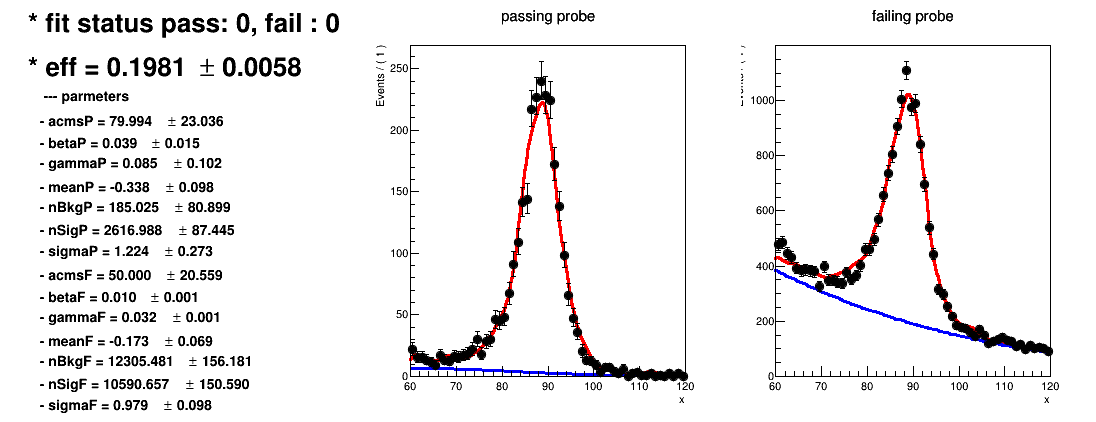 * fit status pass: 0, fail : 0
* eff = 0.1981 ± 0.0058
--- parmeters
- acmsP = 79.994 ± 23.036
- betaP = 0.039 ± 0.015
- gammaP = 0.085 ± 0.102
- meanP = -0.338 ± 0.098
- nBkgP = 185.025 ± 80.899
- nSigP = 2616.988 ± 87.445
- sigmaP = 1.224 ± 0.273
- acmsF = 50.000 ± 20.559
- betaF = 0.010 ± 0.001
- gammaF = 0.032 ± 0.001
- meanF = -0.173 ± 0.069
- nBkgF = 12305.481 ± 156.181
- nSigF = 10590.657 ± 150.590
- sigmaF = 0.979 ± 0.098
passing probe
Events / ( 1 )
250
200
150
100
50
0
60 70 80 90 100 110 120
x
failing probe
1000
800
600
400
200
0
60 70 80 90 100 110 120
x